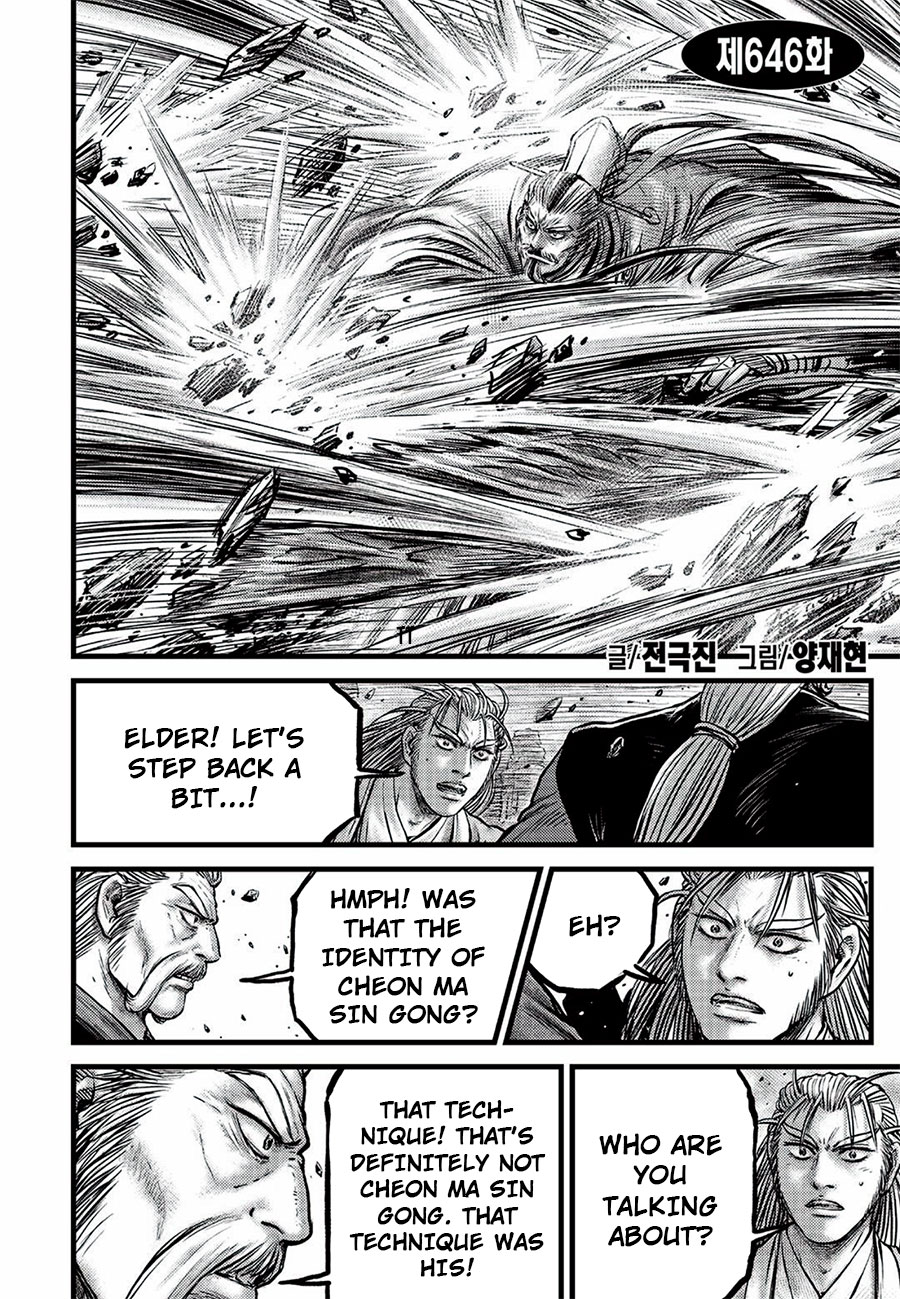 제646화
글/전극진 그림/양재현
ELDER! LET'S
STEP BACK A
BIT...!
HMPH! WAS
THAT THE
IDENTITY OF
CHEON MA
SIN GONG?
EH?
THAT TECH-
NIQUE! THAT'S
DEFINITELY NOT
CHEON MA SIN
GONG. THAT
TECHNIQUE WAS
HIS!
WHO ARE
YOU
TALKING
ABOUT?